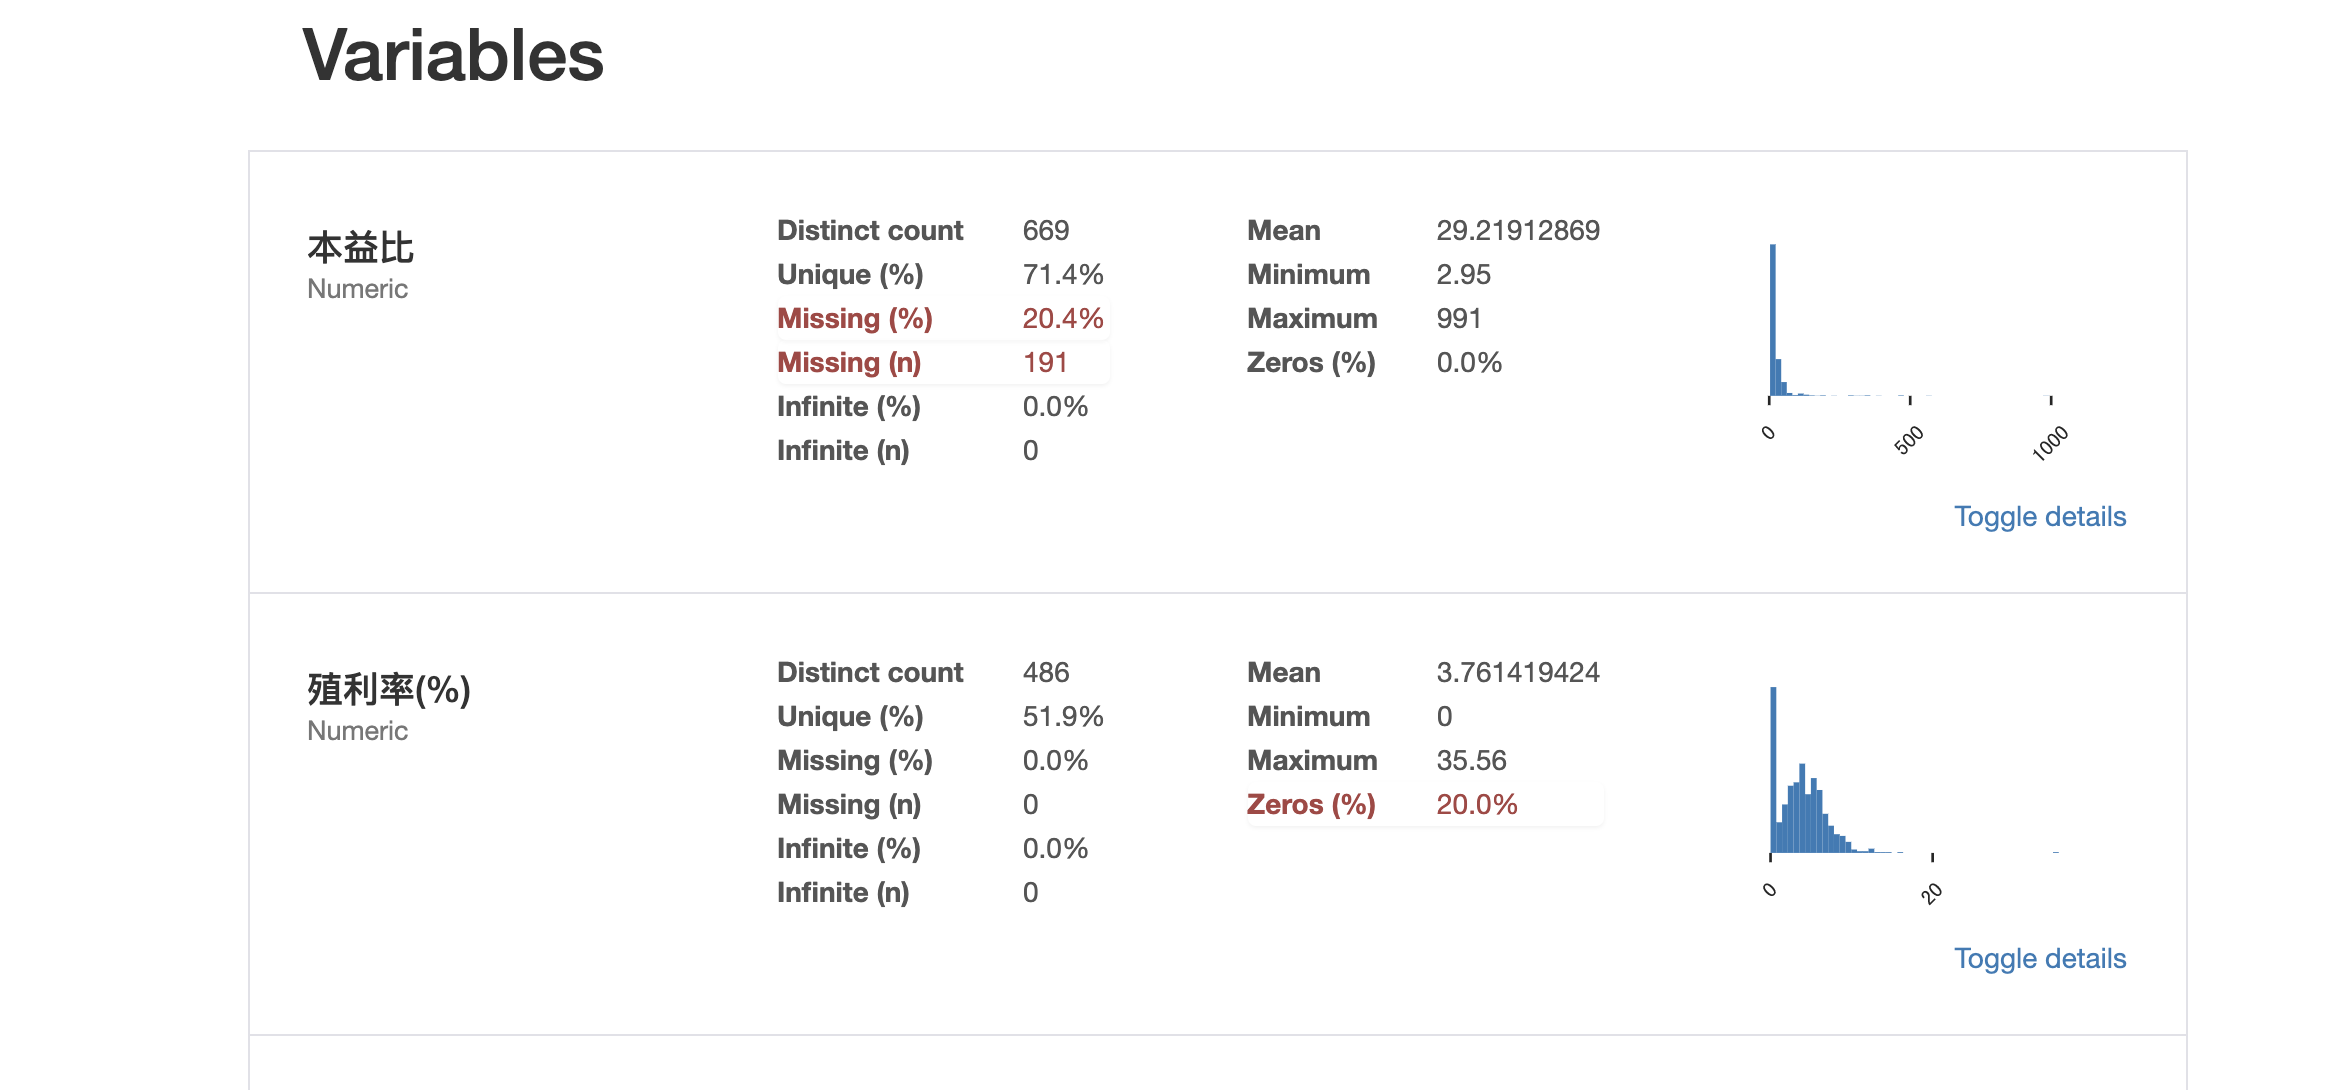 Variables
本益比
Numeric
Distinct count 669
Unique (%) 71.4%
Missing (%) 20.4%
Missing (n) 191
Infinite (%) 0.0%
Infinite (n) 0
Mean 29.21912869
Minimum 2.95
Maximum 991
Zeros (%) 0.0%
0 500 1000
Toggle details
殖利率(%)
Numeric
Distinct count 486
Unique (%) 51.9%
Missing (%) 0.0%
Missing (n) 0
Infinite (%) 0.0%
Infinite (n) 0
Mean 3.761419424
Minimum 0
Maximum 35.56
Zeros (%) 20.0%
0 20
Toggle details